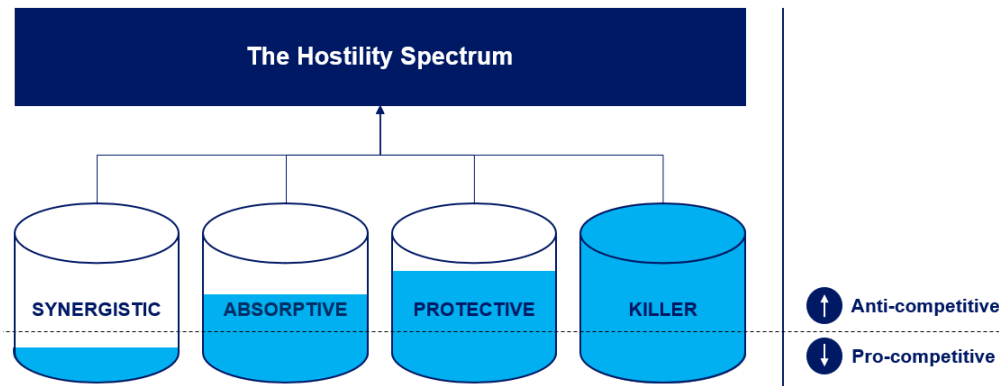 The Hostility Spectrum
SYNERGISTIC
ABSORPTIVE
PROTECTIVE
KILLER
Anti-competitive
Pro-competitive